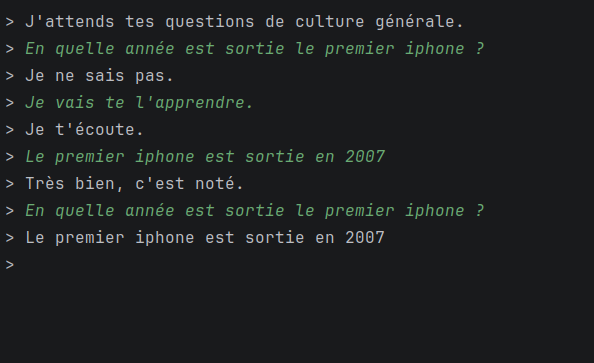 > J'attends tes questions de culture générale.
> En quelle année est sortie le premier iphone ?
> Je ne sais pas.
> Je vais te l'apprendre.
> Je t'écoute.
> Le premier iphone est sortie en 2007
> Très bien, c'est noté.
> En quelle année est sortie le premier iphone ?
> Le premier iphone est sortie en 2007
>